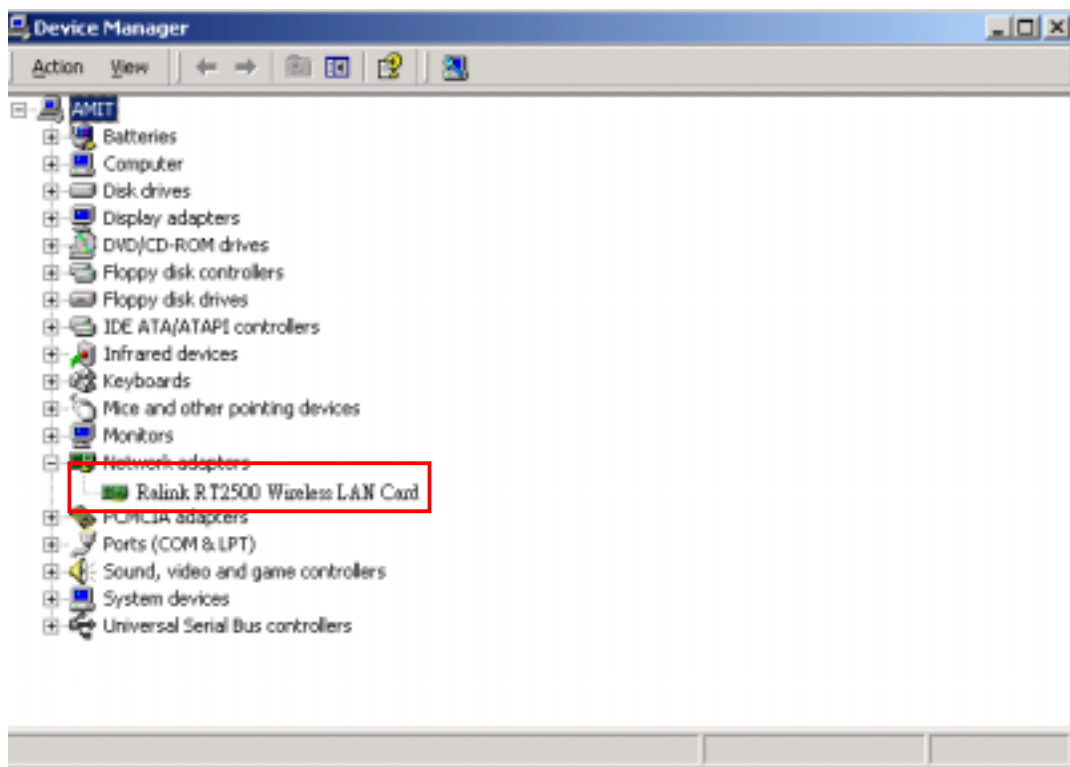 Device Manager
Action View
AMIT
Batteries
Computer
Disk drives
Display adapters
DVD/CD-ROM drives
Floppy disk controllers
Floppy disk drives
IDE ATA/ATAPI controllers
Infrared devices
Keyboards
Mice and other pointing devices
Monitors
Network adapters
Ralink RT2500 Wireless LAN Card
PCMCIA adapters
Ports (COM & LPT)
Sound, video and game controllers
System devices
Universal Serial Bus controllers